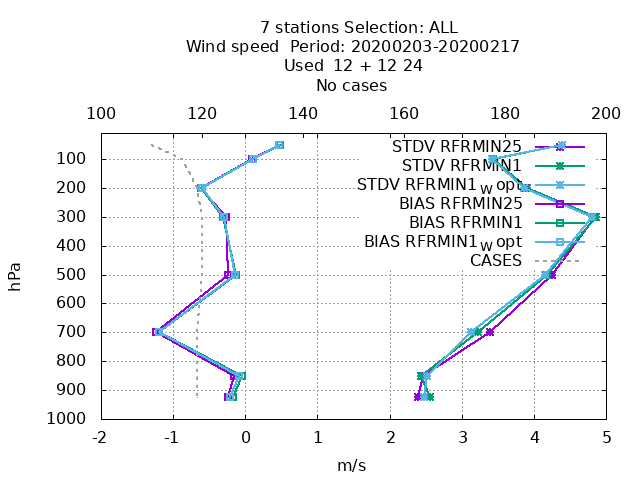 7 stations Selection: ALL
Wind speed  Period: 20200203-20200217
Used  12 + 12 24
No cases
100 120 140 160 180 200
STDV RFRMIN25
STDV RFRMIN1
STDV RFRMIN1w opt
BIAS RFRMIN25
BIAS RFRMIN1
BIAS RFRMIN1w opt
CASES
100
200
300
400
500
600
700
800
900
1000
hPa
-2 -1 0 1 2 3 4 5
m/s